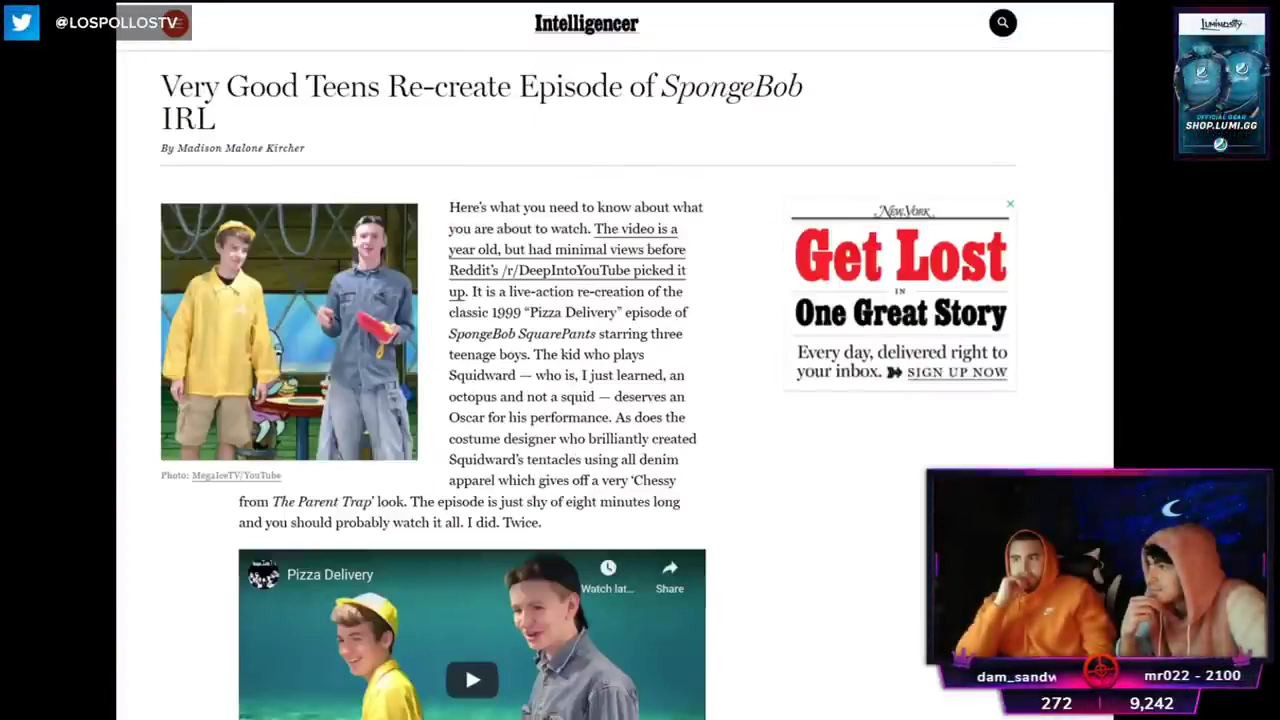 @LOSPOLLOSTV
Intelligencer
Very Good Teens Re-create Episode of SpongeBob
IRL
By Madison Malone Kircher
Here's what you need to know about what
you are about to watch. The video is a
year old, but had minimal views before
Reddit's /r/DeepIntoYouTube picked it
up. It is a live-action re-creation of the
classic 1999 “Pizza Delivery” episode of
SpongeBob SquarePants starring three
teenage boys. The kid who plays
Squidward — who is, I just learned, an
octopus and not a squid — deserves an
Oscar for his performance. As does the
costume designer who brilliantly created
Squidward's tentacles using all denim
apparel which gives off a very ‘Chessy
from The Parent Trap’ look. The episode is just shy of eight minutes long
and you should probably watch it all. I did. Twice.
Photo: MegaIceTV/YouTube
Pizza Delivery
Watch lat...
Share
NEW YORK
Get Lost
IN
One Great Story
Every day, delivered right to
your inbox. SIGN UP NOW
LUMINOSITY
OFFICIAL GEAR
SHOP.LUMI.GG
dam_sandw
mr022 - 2100
272
9,242